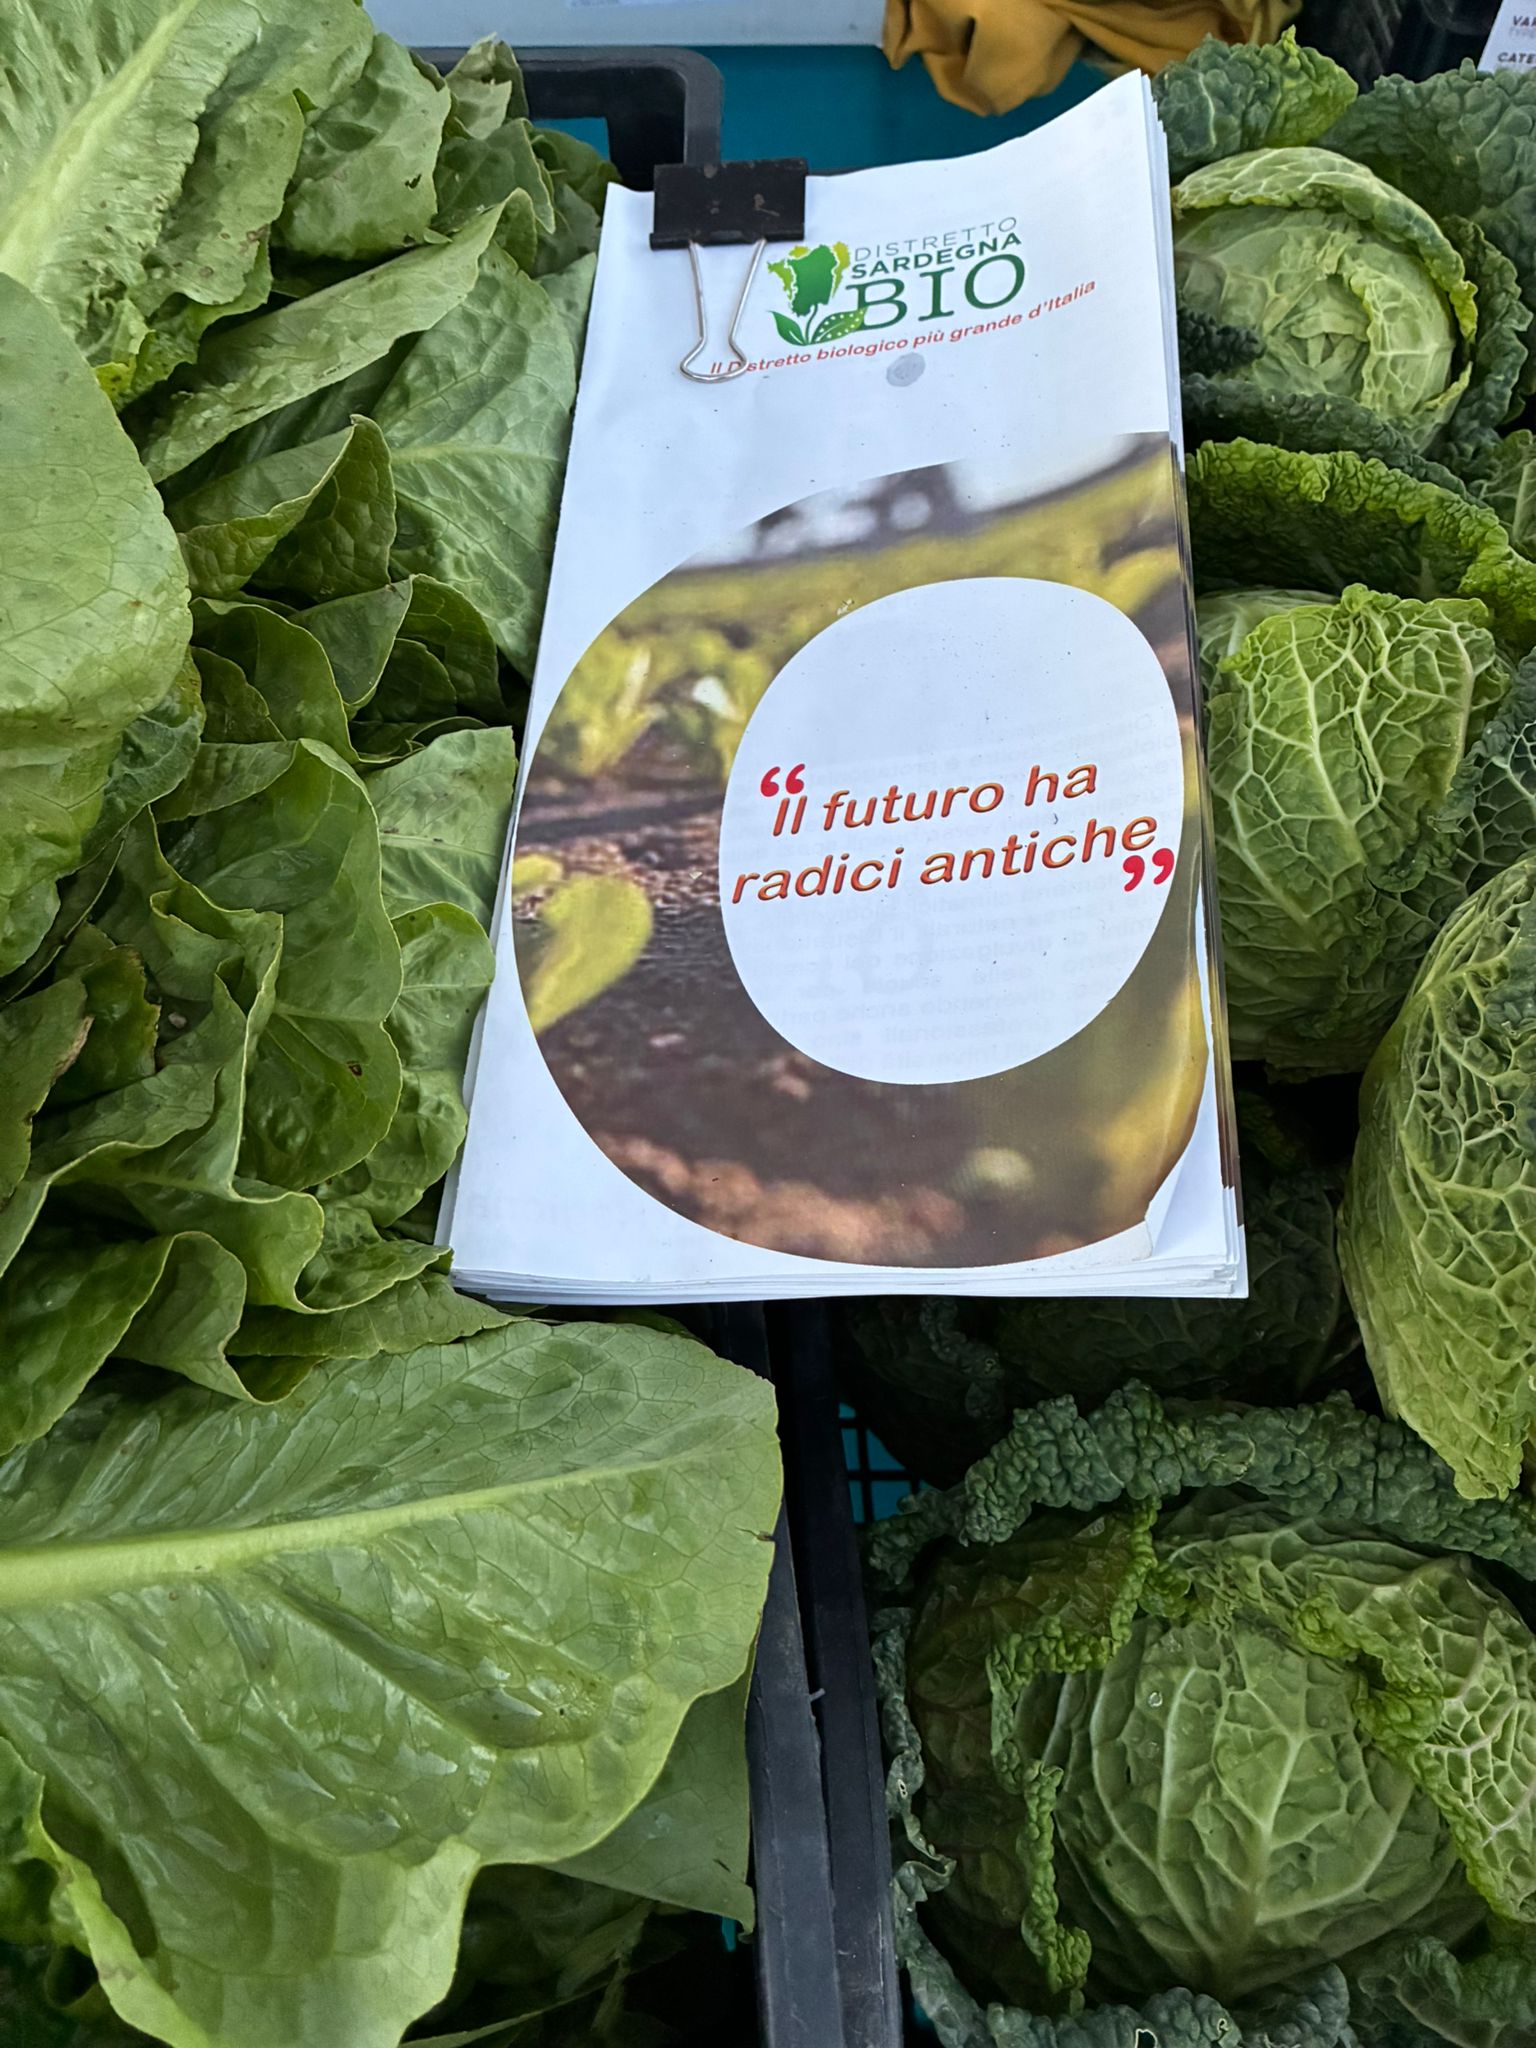 DISTRETTO
SARDEGNA
BIO
Il Distretto biologico più grande d'Italia
“Il futuro ha
radici antiche”